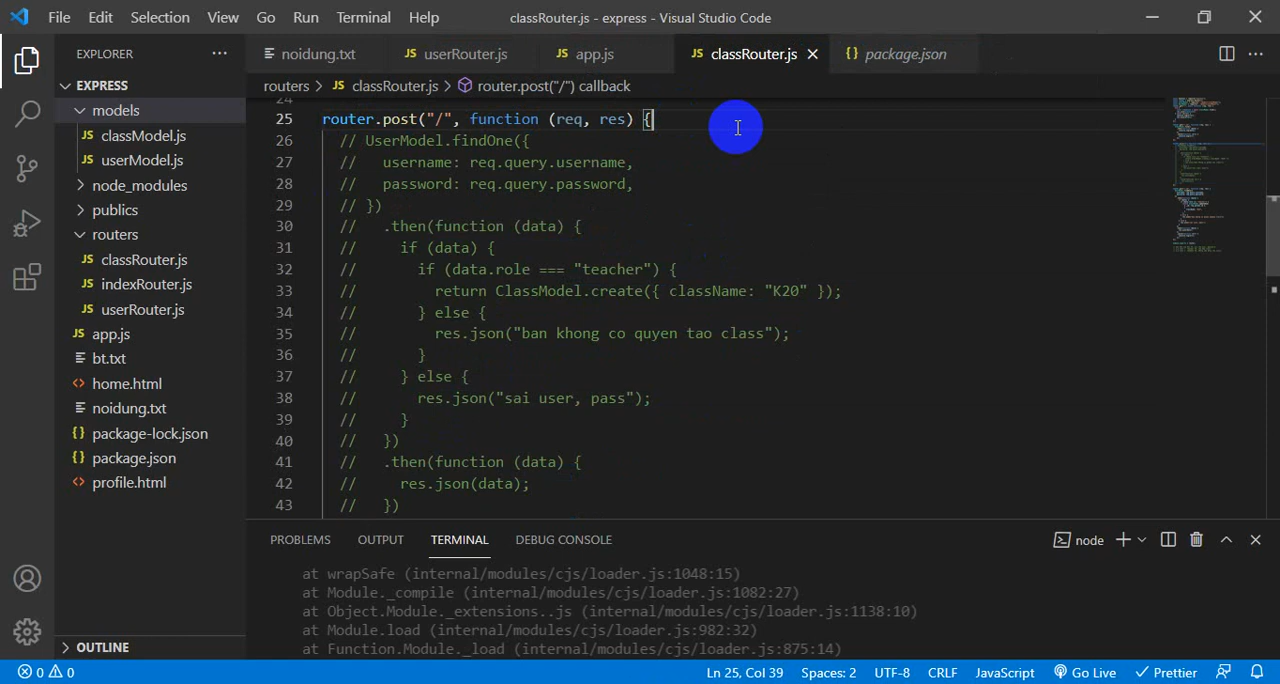 File Edit Selection View Go Run Terminal Help classRouter.js - express - Visual Studio Code
EXPLORER ···
EXPRESS
models
classModel.js
userModel.js
node_modules
publics
routers
classRouter.js
indexRouter.js
userRouter.js
app.js
bt.txt
home.html
noidung.txt
package-lock.json
package.json
profile.html
OUTLINE
noidung.txt JS userRouter.js JS app.js JS classRouter.js {} package.json
routers > JS classRouter.js > router.post("/") callback
24
25 router.post("/", function (req, res) {
26 // UserModel.findOne({
27 // username: req.query.username,
28 // password: req.query.password,
29 // })
30 // .then(function (data) {
31 // if (data) {
32 // if (data.role === "teacher") {
33 // return ClassModel.create({ className: "K20" });
34 // } else {
35 // res.json("ban khong co quyen tao class");
36 // }
37 // } else {
38 // res.json("sai user, pass");
39 // }
40 // })
41 // .then(function (data) {
42 // res.json(data);
43 // })
PROBLEMS OUTPUT TERMINAL DEBUG CONSOLE node
at wrapSafe (internal/modules/cjs/loader.js:1048:15)
at Module._compile (internal/modules/cjs/loader.js:1082:27)
at Object.Module._extensions..js (internal/modules/cjs/loader.js:1138:10)
at Module.load (internal/modules/cjs/loader.js:982:32)
at Function.Module._load (internal/modules/cjs/loader.js:875:14)
0 0 Ln 25, Col 39 Spaces: 2 UTF-8 CRLF JavaScript Go Live Prettier